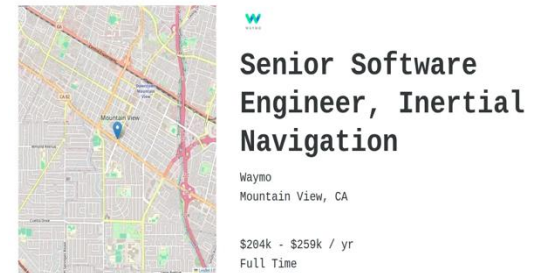 WAYMO
Senior Software
Engineer, Inertial
Navigation
Waymo
Mountain View, CA
$204k - $259k / yr
Full Time
Mountain View